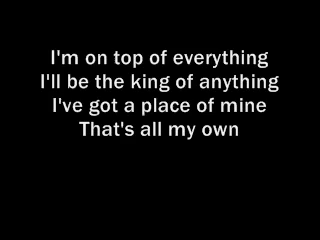 I'm on top of everything
I'll be the king of anything
I've got a place of mine
That's all my own